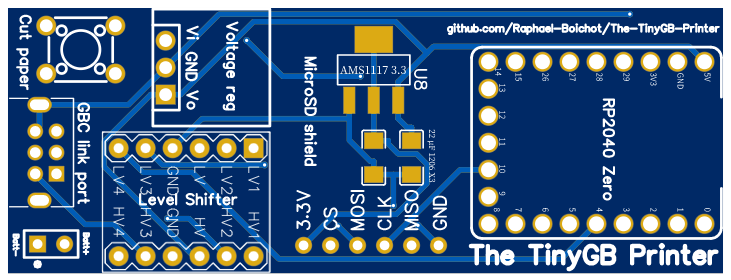 github.com/Raphael-Boichot/The-TinyGB-Printer
Cut paper
Vi
GND
Vo
Voltage reg
MicroSD shield
AMS1117 3.3
U8
22 µF 1206 X3
14
15
26
27
28
29
3V3
GND
5V
13
12
11
10
9
8
7
6
5
4
3
2
1
0
RP2040 Zero
GBC link port
LV4
LV3
GND
LV
LV2
LV1
Level Shifter
HV4
HV3
GND
HV
HV2
HV1
Batt-
Batt+
3.3V
CS
MOSI
CLK
MISO
GND
The TinyGB Printer